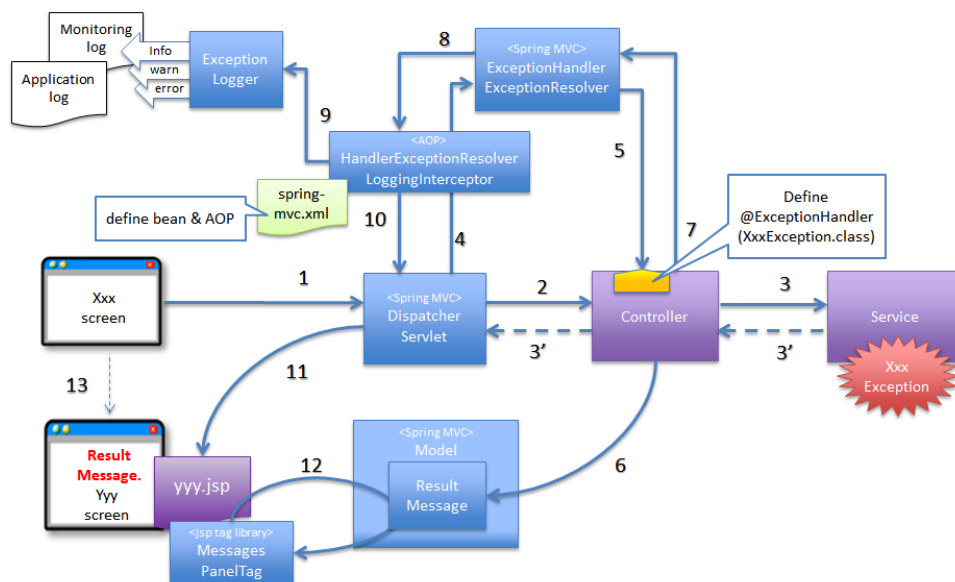 Monitoring
log
Application
log
Info
warn
error
Exception
Logger
8
<Spring MVC>
ExceptionHandler
ExceptionResolver
9
<AOP>
HandlerExceptionResolver
LoggingInterceptor
5
define bean & AOP
spring-
mvc.xml
10
4
7
Define
@ExceptionHandler
(XxxException.class)
Xxx
screen
1
<Spring MVC>
Dispatcher
Servlet
2
3’
Controller
3
3’
Service
Xxx
Exception
13
11
6
Result
Message.
Yyy
screen
yyy.jsp
12
<Spring MVC>
Model
Result
Message
<jsp tag library>
Messages
PanelTag